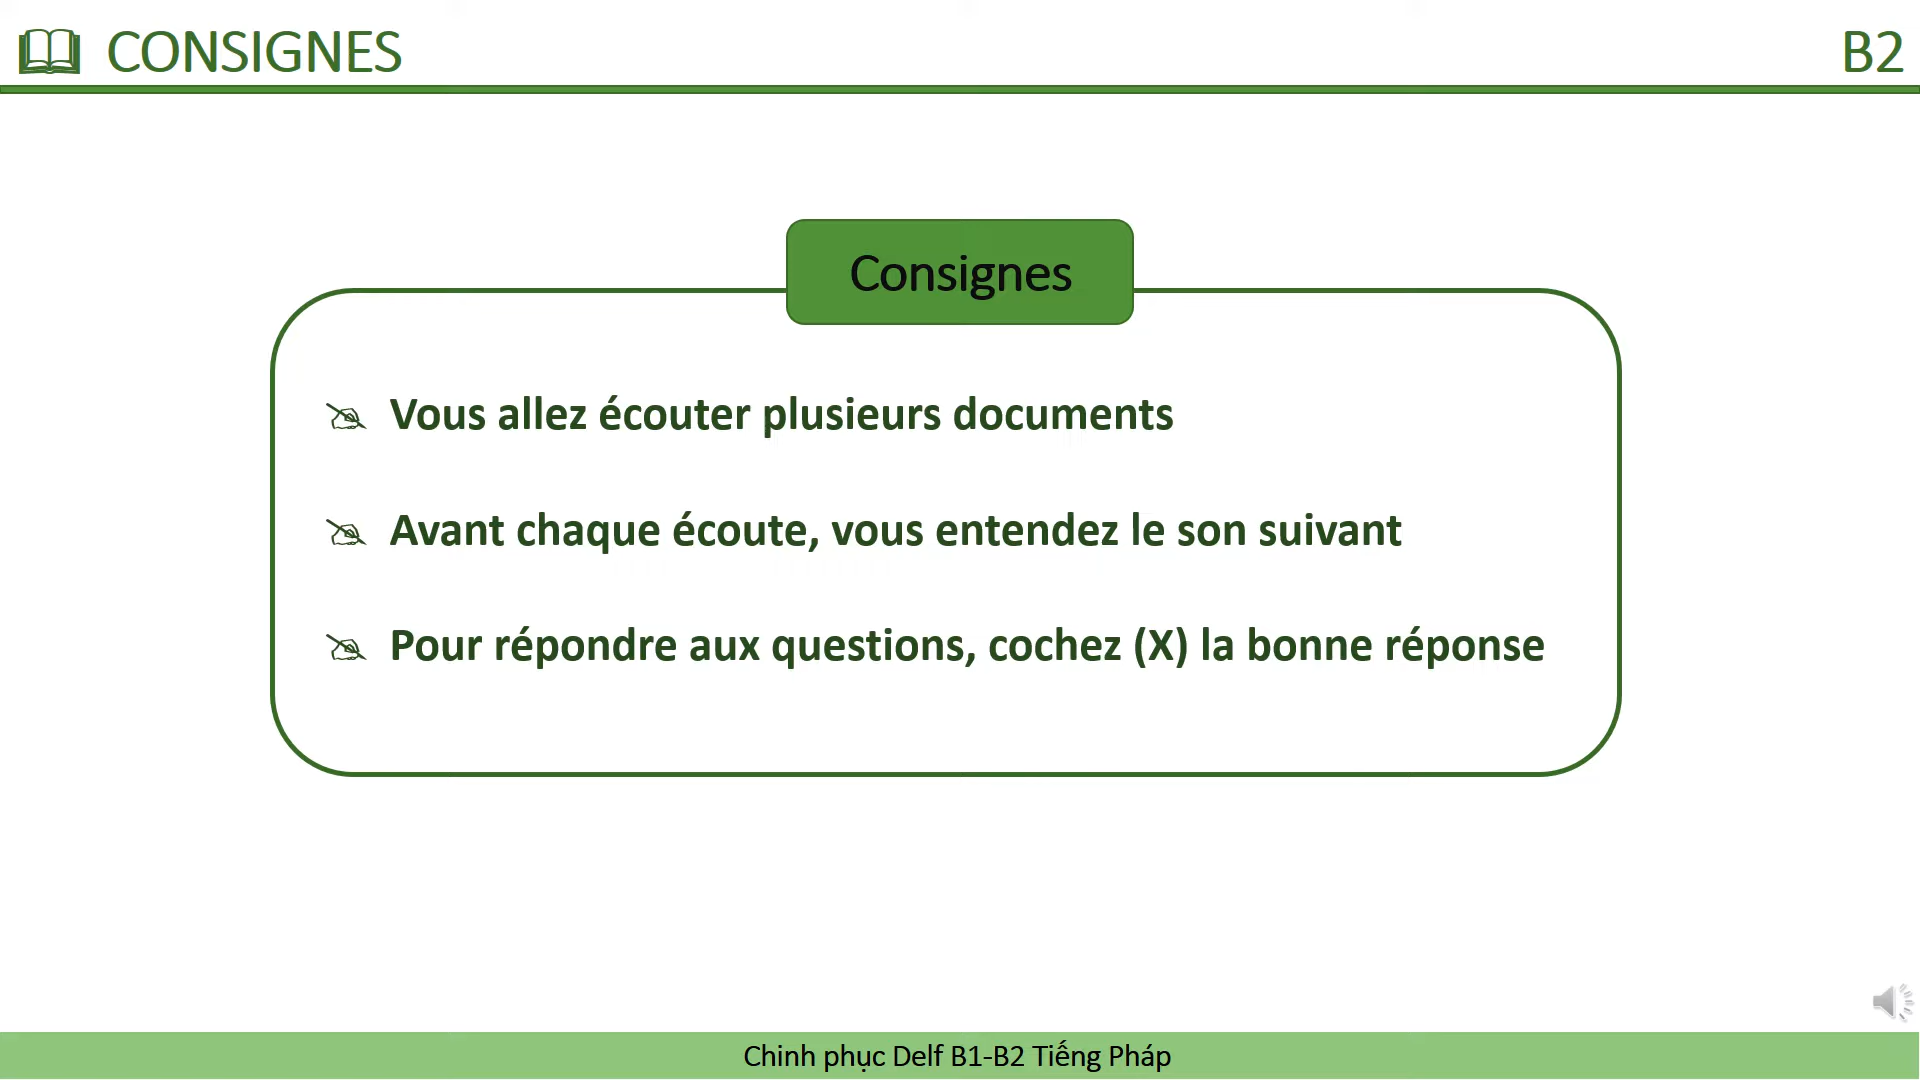 CONSIGNES
B2
Consignes
Vous allez écouter plusieurs documents
Avant chaque écoute, vous entendez le son suivant
Pour répondre aux questions, cochez (X) la bonne réponse
Chinh phục Delf B1-B2 Tiếng Pháp